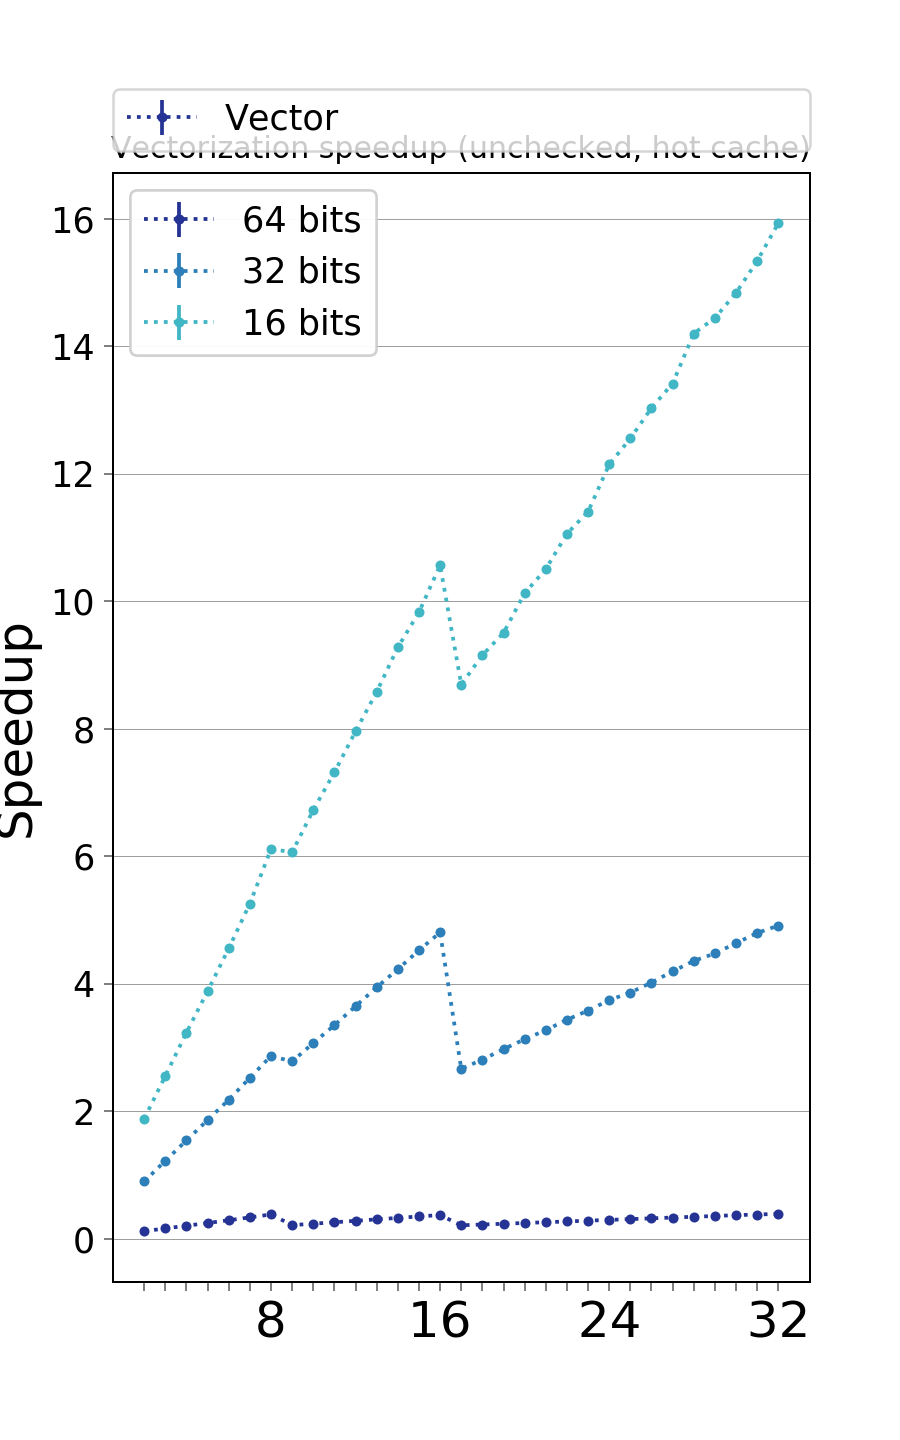 Vector
Vectorization speedup (unchecked, hot cache)
64 bits
32 bits
16 bits
16
14
12
10
8
6
4
2
0
Speedup
8 16 24 32